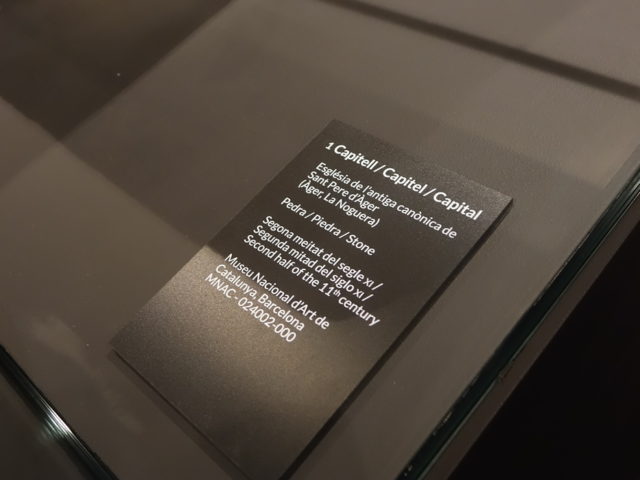 1 Capitell / Capitel / Capital
Església de l'antiga canònica de
Sant Pere d'Àger
(Àger, La Noguera)
Pedra / Piedra / Stone
Segona meitat del segle XI /
Segunda mitad del siglo XI /
Second half of the 11th century
Museu Nacional d'Art de
Catalunya, Barcelona
MNAC- 024002-000